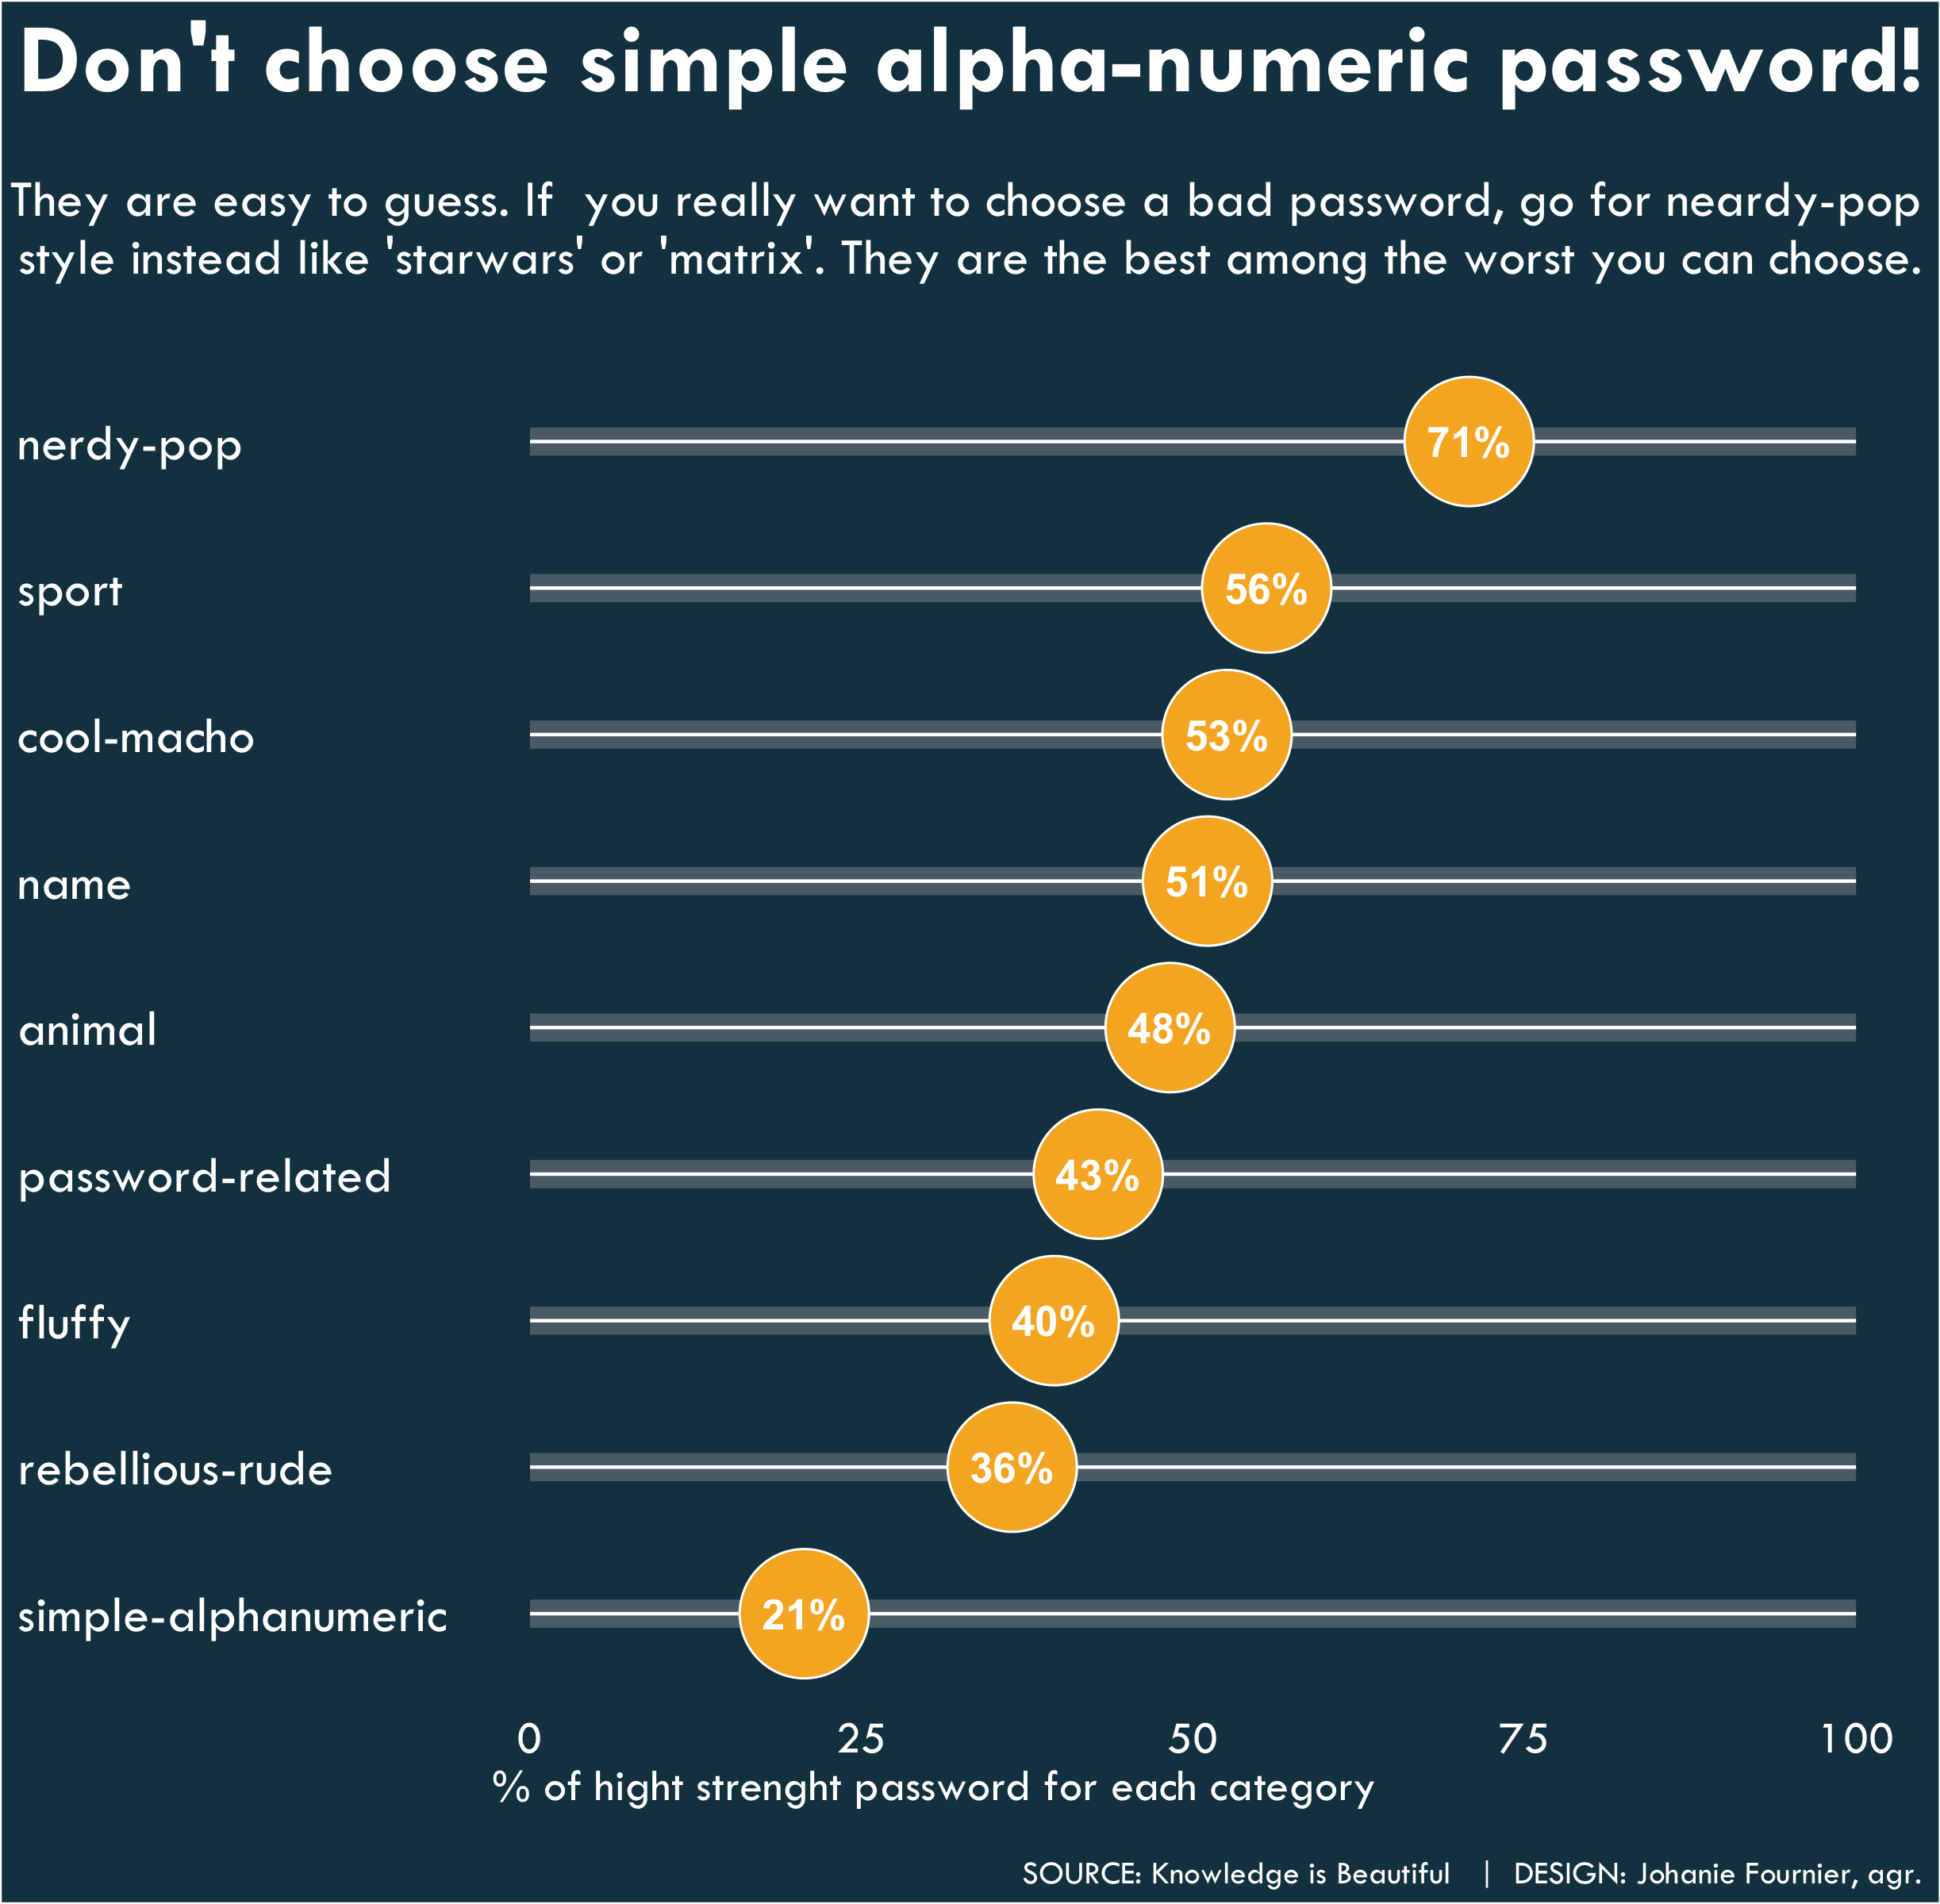 Don't choose simple alpha-numeric password!
They are easy to guess. If  you really want to choose a bad password, go for neardy-pop
style instead like 'starwars' or 'matrix'. They are the best among the worst you can choose.
nerdy-pop 71%
sport 56%
cool-macho 53%
name 51%
animal 48%
password-related 43%
fluffy 40%
rebellious-rude 36%
simple-alphanumeric 21%
0 25 50 75 100
% of hight strenght password for each category
SOURCE: Knowledge is Beautiful | DESIGN: Johanie Fournier, agr.